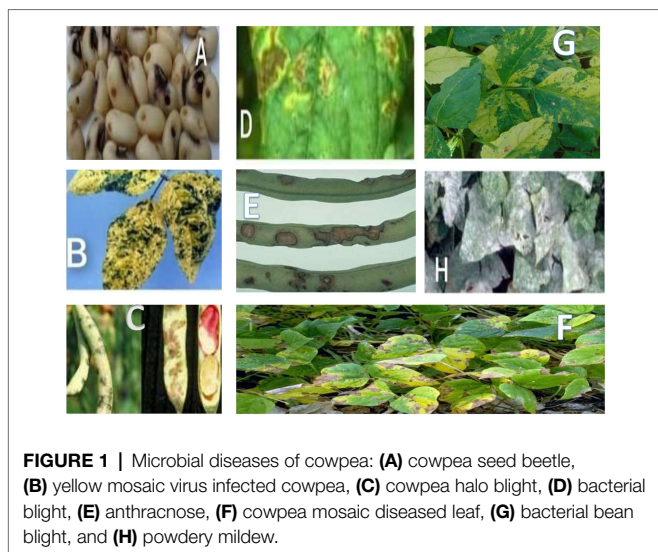 A
D
G
B
E
H
C
F
FIGURE 1 | Microbial diseases of cowpea: (A) cowpea seed beetle,
(B) yellow mosaic virus infected cowpea, (C) cowpea halo blight, (D) bacterial
blight, (E) anthracnose, (F) cowpea mosaic diseased leaf, (G) bacterial bean
blight, and (H) powdery mildew.